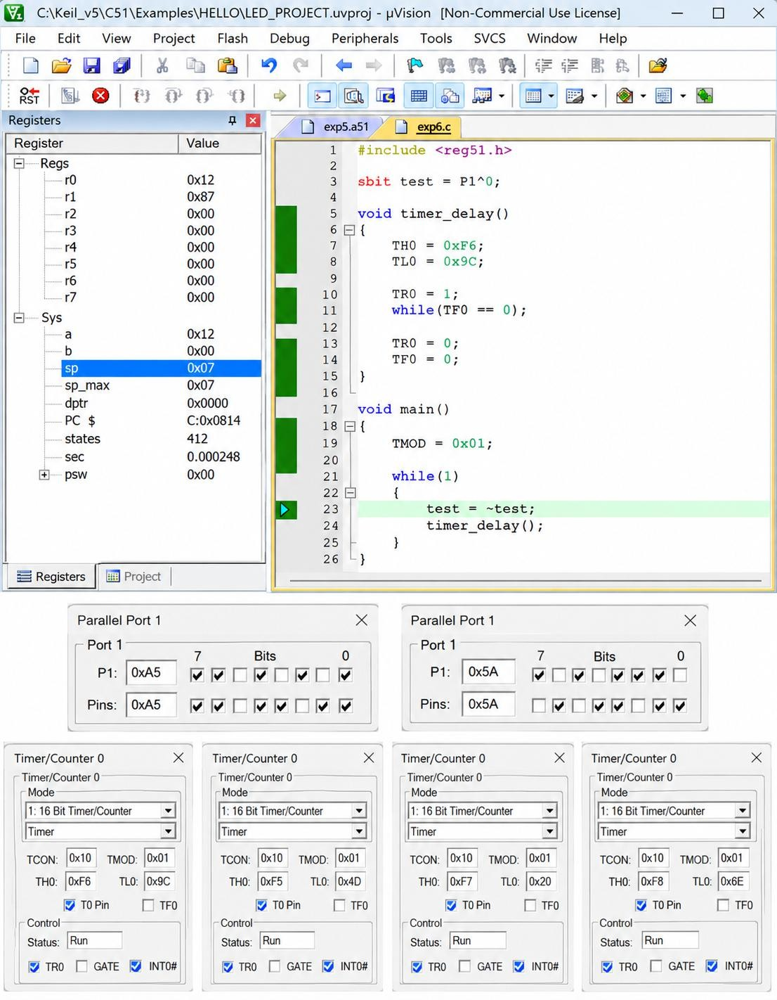 C:\Keil_v5\C51\Examples\HELLO\LED_PROJECT.uvproj - µVision [Non-Commercial Use License]
File Edit View Project Flash Debug Peripherals Tools SVCS Window Help
RST
Registers
Register Value
Regs
r0 0x12
r1 0x87
r2 0x00
r3 0x00
r4 0x00
r5 0x00
r6 0x00
r7 0x00
Sys
a 0x12
b 0x00
sp 0x07
sp_max 0x07
dptr 0x0000
PC $ C:0x0814
states 412
sec 0.000248
psw 0x00
Registers Project
exp5.a51 exp6.c
1 #include <reg51.h>
2
3 sbit test = P1^0;
4
5 void timer_delay()
6 {
7 TH0 = 0xF6;
8 TL0 = 0x9C;
9
10 TR0 = 1;
11 while(TF0 == 0);
12
13 TR0 = 0;
14 TF0 = 0;
15 }
16
17 void main()
18 {
19 TMOD = 0x01;
20
21 while(1)
22 {
23 test = ~test;
24 timer_delay();
25 }
26 }
Parallel Port 1
Port 1
7 Bits 0
P1: 0xA5
Pins: 0xA5
Parallel Port 1
Port 1
7 Bits 0
P1: 0x5A
Pins: 0x5A
Timer/Counter 0
Timer/Counter 0
Mode
1: 16 Bit Timer/Counter
Timer
TCON: 0x10 TMOD: 0x01
TH0: 0xF6 TL0: 0x9C
T0 Pin TF0
Control
Status: Run
TR0 GATE INT0#
Timer/Counter 0
Timer/Counter 0
Mode
1: 16 Bit Timer/Counter
Timer
TCON: 0x10 TMOD: 0x01
TH0: 0xF5 TL0: 0x4D
T0 Pin TF0
Control
Status: Run
TR0 GATE INT0#
Timer/Counter 0
Timer/Counter 0
Mode
1: 16 Bit Timer/Counter
Timer
TCON: 0x10 TMOD: 0x01
TH0: 0xF7 TL0: 0x20
T0 Pin TF0
Control
Status: Run
TR0 GATE INT0#
Timer/Counter 0
Timer/Counter 0
Mode
1: 16 Bit Timer/Counter
Timer
TCON: 0x10 TMOD: 0x01
TH0: 0xF8 TL0: 0x6E
T0 Pin TF0
Control
Status: Run
TR0 GATE INT0#